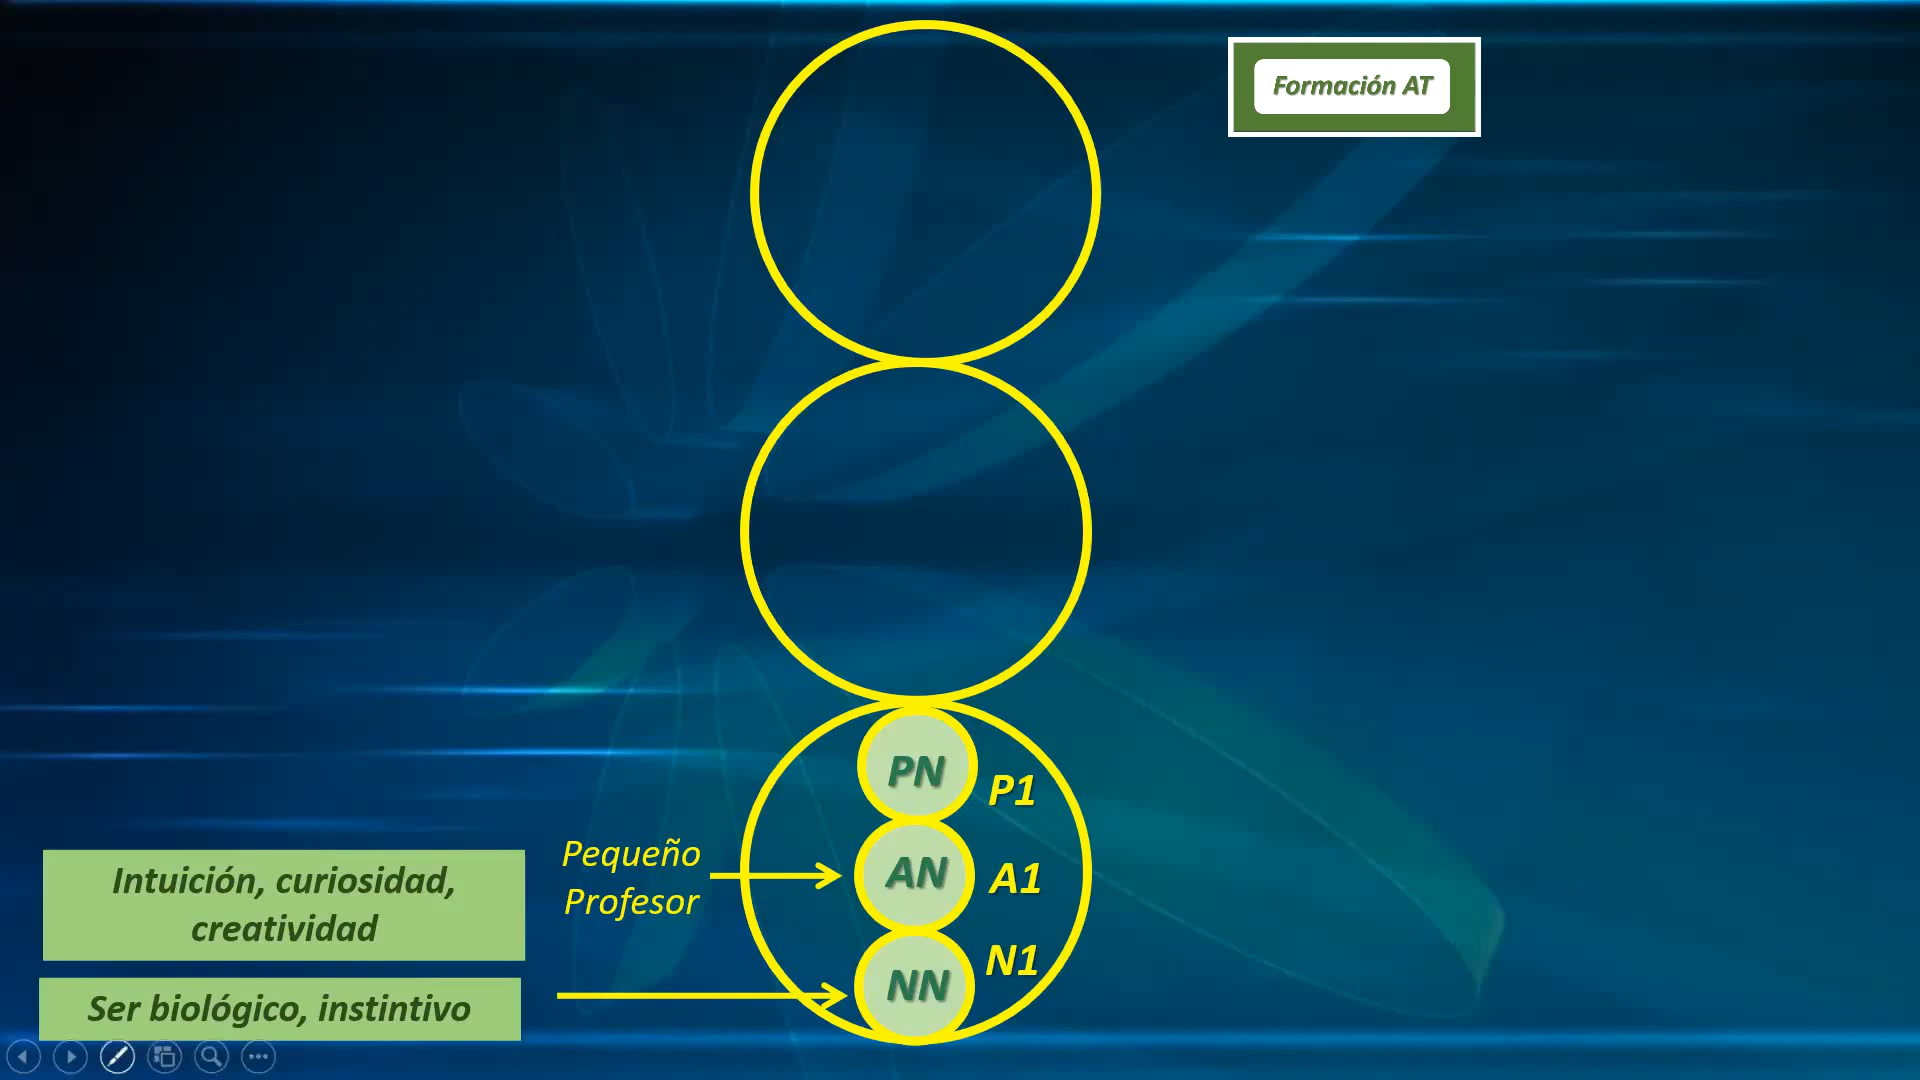 Formación AT
PN
P1
Pequeño
Profesor
AN
A1
Intuición, curiosidad,
creatividad
NN
N1
Ser biológico, instintivo